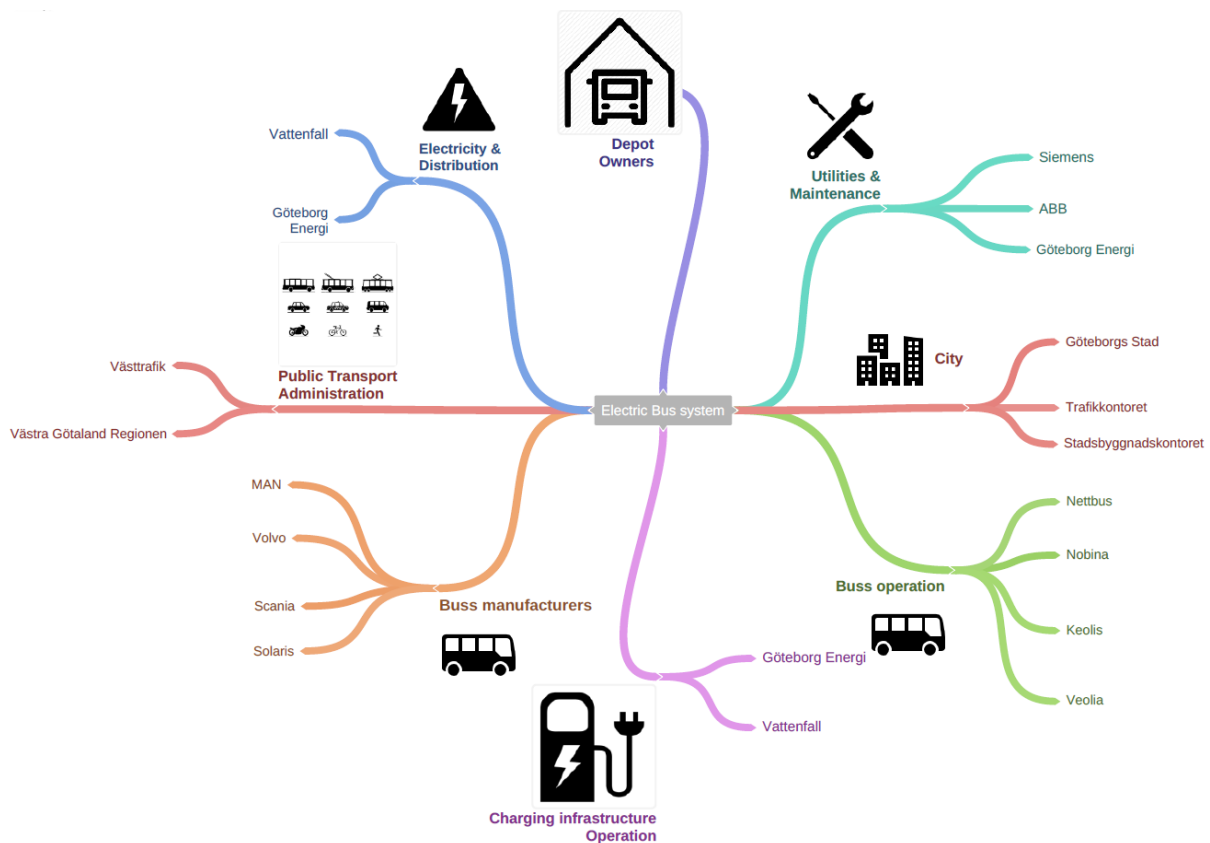 Depot
Owners
Electricity &
Distribution
Vattenfall
Göteborg
Energi
Utilities &
Maintenance
Siemens
ABB
Göteborg Energi
Public Transport
Administration
Västtrafik
Västra Götaland Regionen
Electric Bus system
City
Göteborgs Stad
Trafikkontoret
Stadsbyggnadskontoret
MAN
Volvo
Scania
Solaris
Buss manufacturers
Buss operation
Nettbus
Nobina
Keolis
Veolia
Göteborg Energi
Vattenfall
Charging infrastructure
Operation